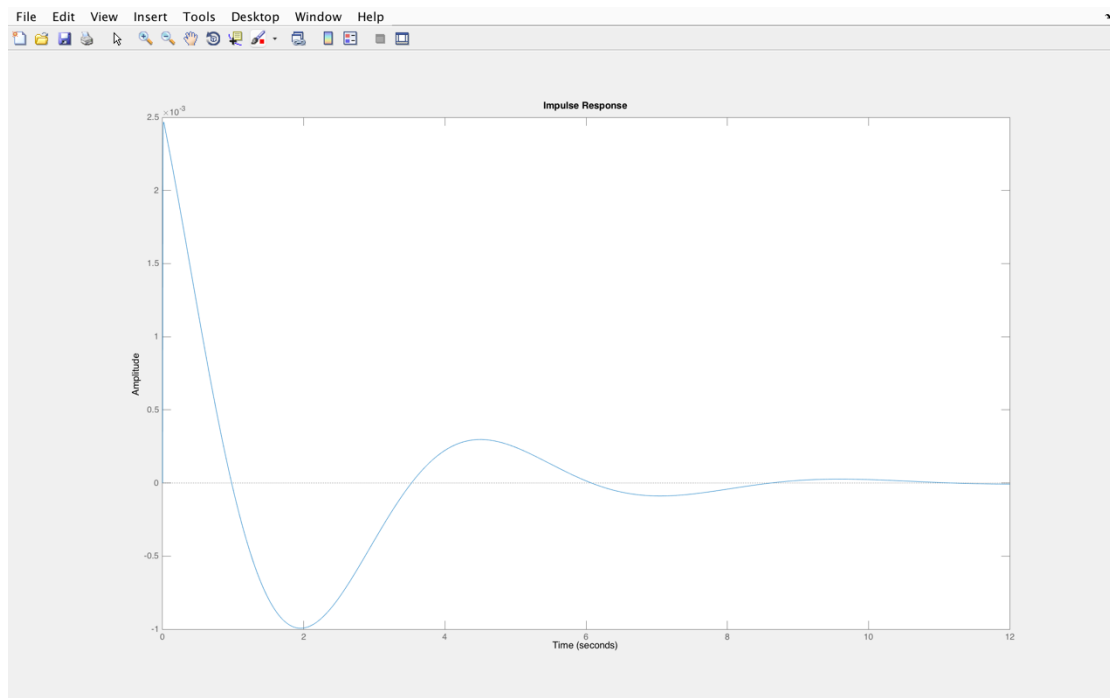 File Edit View Insert Tools Desktop Window Help
Impulse Response
×10⁻³
2.5
2
1.5
1
0.5
0
-0.5
-1
Amplitude
0 2 4 6 8 10 12
Time (seconds)